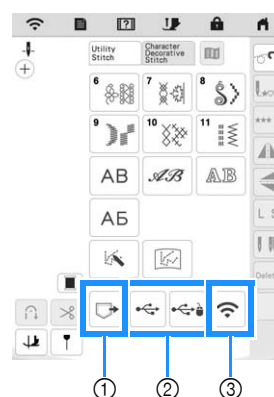 Utility
Stitch
Character
Decorative
Stitch
6
7
8
9
10
11
AB
AB
AB
АБ
L S
Delet
①
②
③